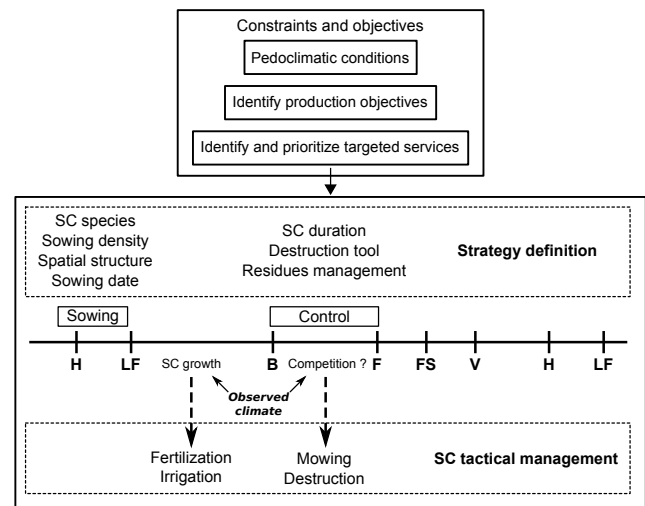 Constraints and objectives
Pedoclimatic conditions
Identify production objectives
Identify and prioritize targeted services
SC species
Sowing density
Spatial structure
Sowing date
SC duration
Destruction tool
Residues management
Strategy definition
Sowing
Control
H LF SC growth B Competition ? F FS V H LF
Observed
climate
Fertilization
Irrigation
Mowing
Destruction
SC tactical management